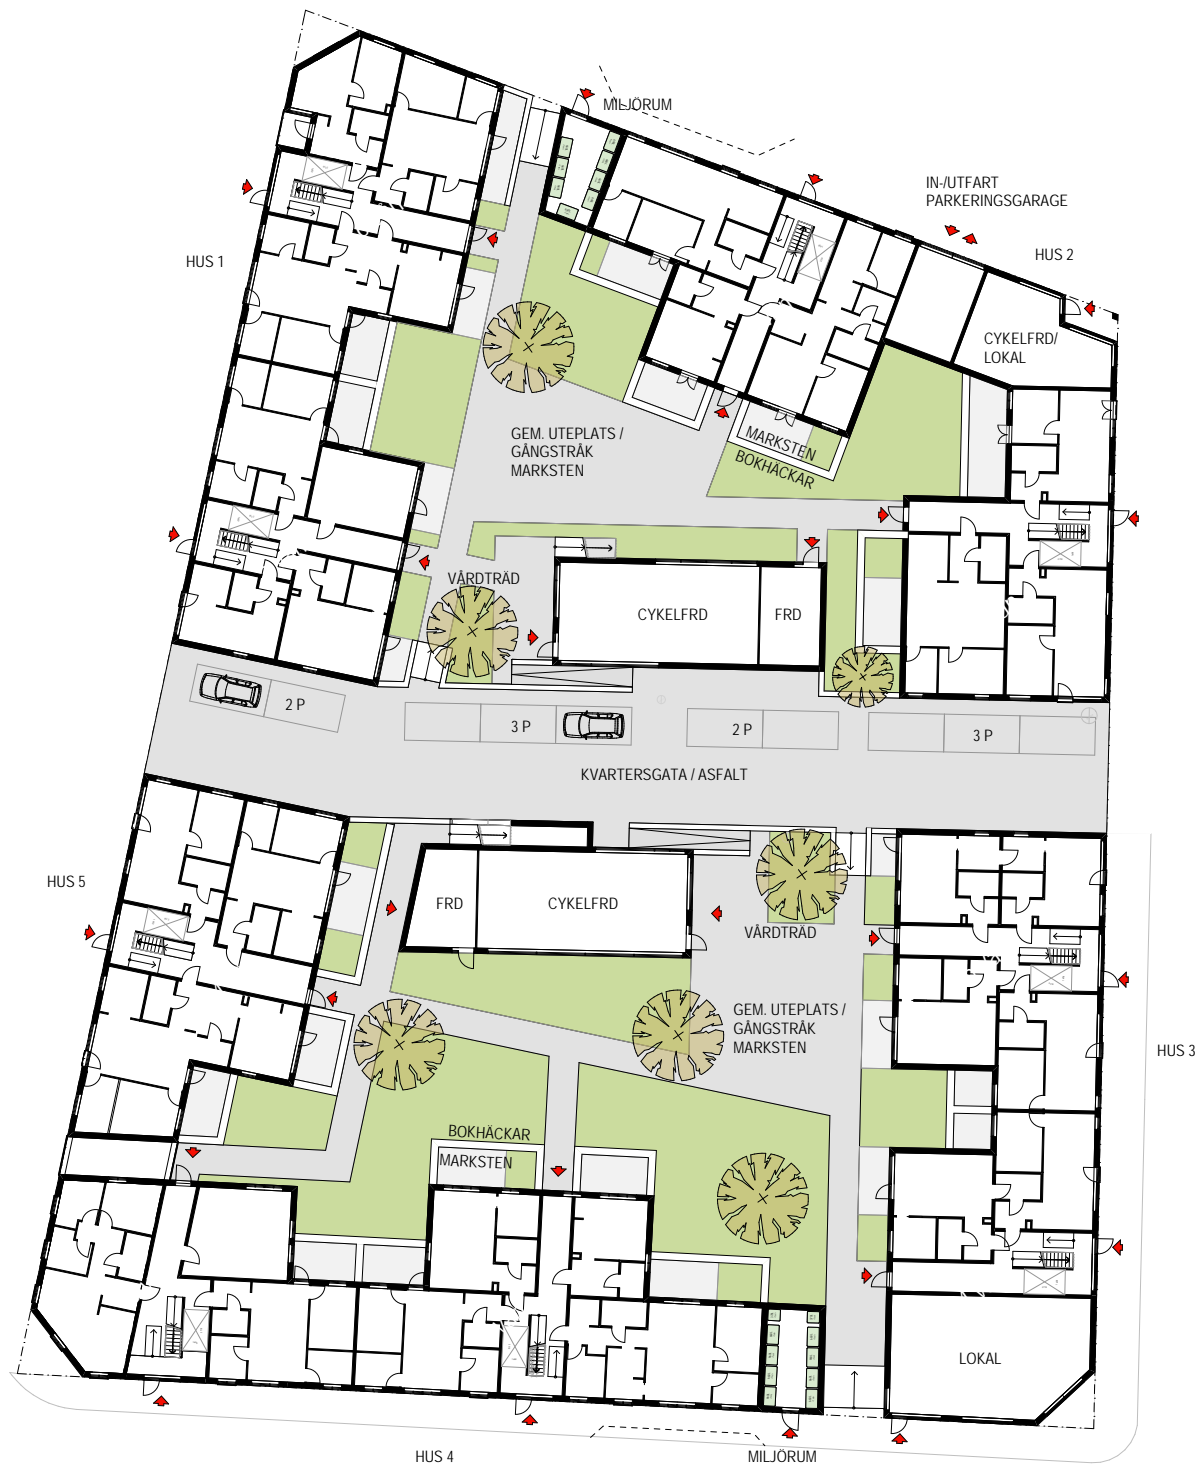 MILJÖRUM
IN-/UTFART
PARKERINGSGARAGE
HUS 2
HUS 1
CYKELFRD/
LOKAL
GEM. UTEPLATS /
GÅNGSTRÅK
MARKSTEN
MARKSTEN
BOKHÄCKAR
VÅRDTRÄD
CYKELFRD
FRD
2 P
3 P
2 P
3 P
KVARTERSGATA / ASFALT
HUS 5
FRD
CYKELFRD
VÅRDTRÄD
GEM. UTEPLATS /
GÅNGSTRÅK
MARKSTEN
HUS 3
BOKHÄCKAR
MARKSTEN
LOKAL
HUS 4
MILJÖRUM